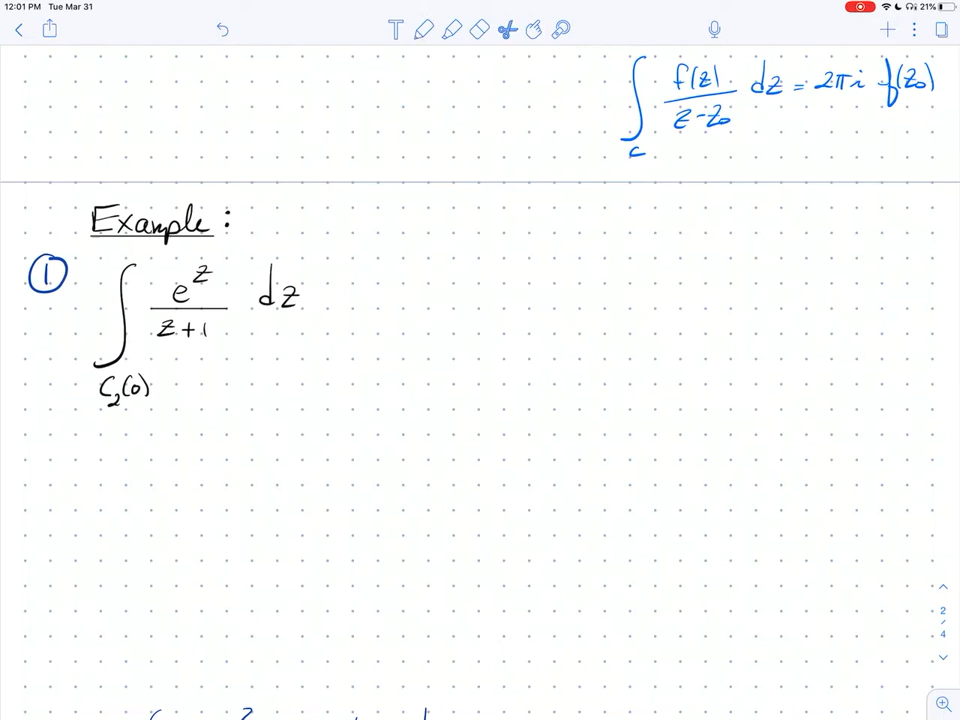 12:01 PM Tue Mar 31
21%
∫_C f(z)/(z-z₀) dz = 2πi f(z₀)
Example:
① ∫_{C₂(0)} e^z/(z+1) dz
2
/
4